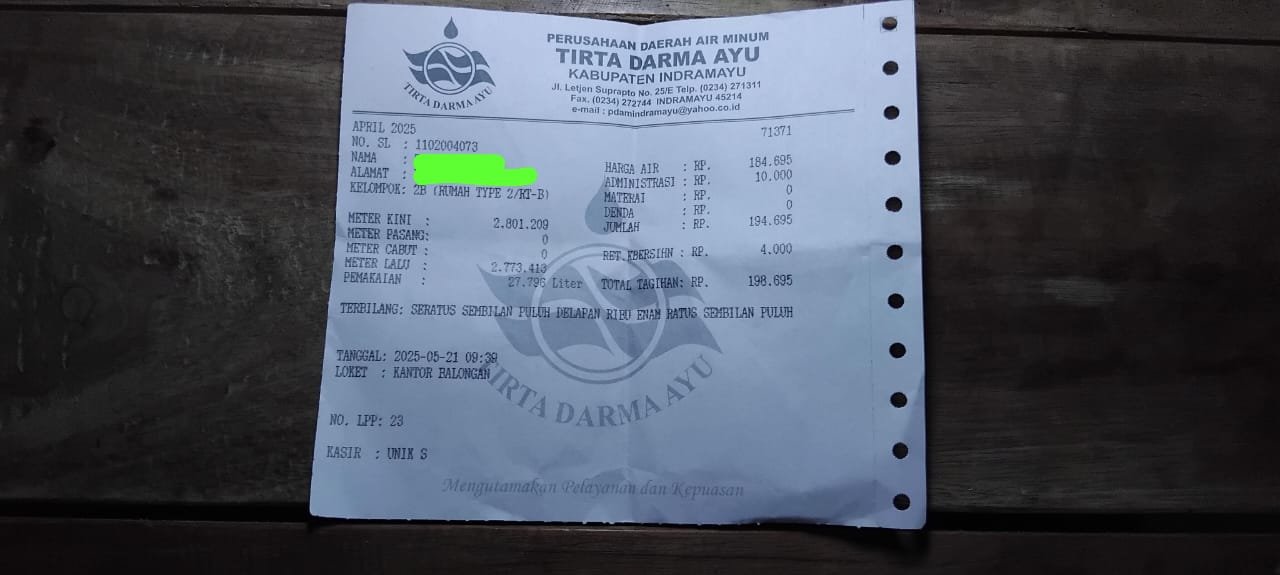 TIRTA DARMA AYU
PERUSAHAAN DAERAH AIR MINUM
TIRTA DARMA AYU
KABUPATEN INDRAMAYU
Jl. Letjen Suprapto No. 25/E Telp. (0234) 271311
Fax. (0234) 272744 INDRAMAYU 45214
e-mail : pdamindramayu@yahoo.co.id
APRIL 2025 71371
NO. SL : 1102004073
NAMA :
ALAMAT :
KELOMPOK: 2B (RUMAH TYPE 2/RT-B)
HARGA AIR : RP. 184.695
ADMINISTRASI : RP. 10.000
MATERAI : RP. 0
DENDA : RP. 0
JUMLAH : RP. 194.695
METER KINI : 2.801.209
METER PASANG: 0
METER CABUT : 0
METER LALU : 2.773.413
PEMAKAIAN : 27.796 Liter
RET.KBERSIHN : RP. 4.000
TOTAL TAGIHAN: RP. 198.695
TERBILANG: SERATUS SEMBILAN PULUH DELAPAN RIBU ENAM RATUS SEMBILAN PULUH
TANGGAL: 2025-05-21 09:39
LOKET : KANTOR BALONGAN
TIRTA DARMA AYU
NO. LPP: 23
KASIR : UNIK S
Mengutamakan Pelayanan dan Kepuasan